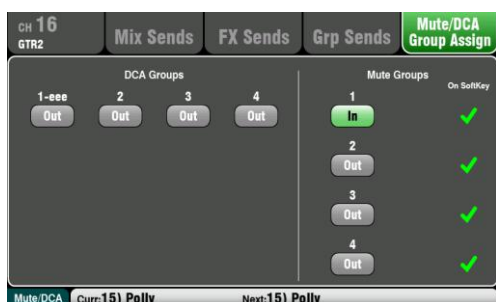 CH 16
GTR2
Mix Sends
FX Sends
Grp Sends
Mute/DCA
Group Assign
DCA Groups
1-eee 2 3 4
Out Out Out Out
Mute Groups
On SoftKey
1
In
2
Out
3
Out
4
Out
Mute/DCA Curr:15) Polly Next:15) Polly